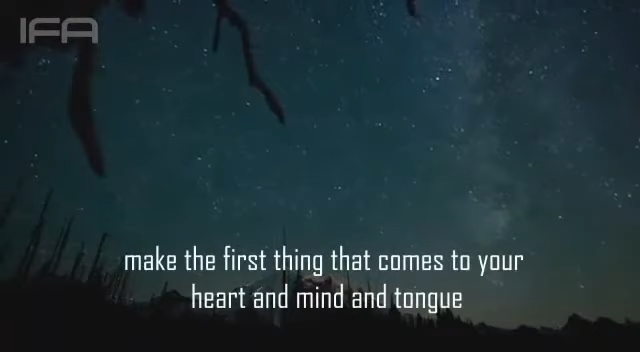 IFA
make the first thing that comes to your
heart and mind and tongue